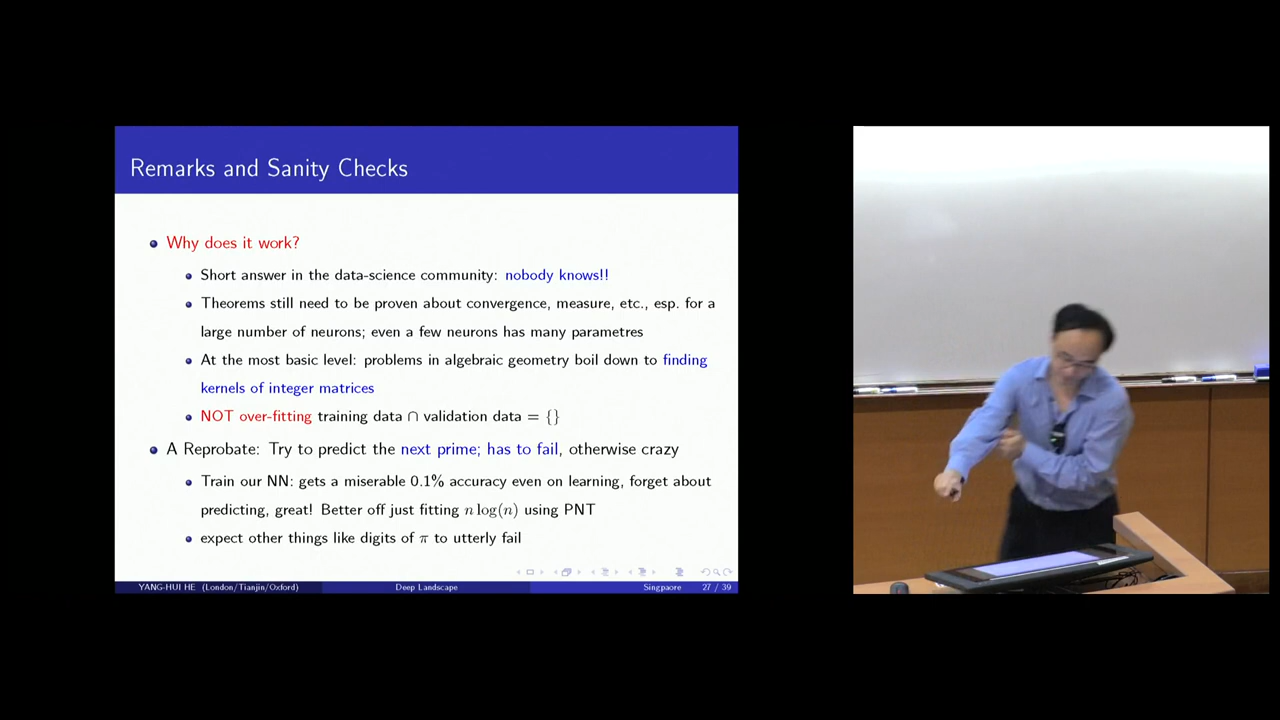 Remarks and Sanity Checks
Why does it work?
Short answer in the data-science community: nobody knows!!
Theorems still need to be proven about convergence, measure, etc., esp. for a
large number of neurons; even a few neurons has many parametres
At the most basic level: problems in algebraic geometry boil down to finding
kernels of integer matrices
NOT over-fitting training data ∩ validation data = {}
A Reprobate: Try to predict the next prime; has to fail, otherwise crazy
Train our NN: gets a miserable 0.1% accuracy even on learning, forget about
predicting, great! Better off just fitting n log(n) using PNT
expect other things like digits of π to utterly fail
YANG-HUI HE (London/Tianjin/Oxford) Deep Landscape Singpaore 27 / 39